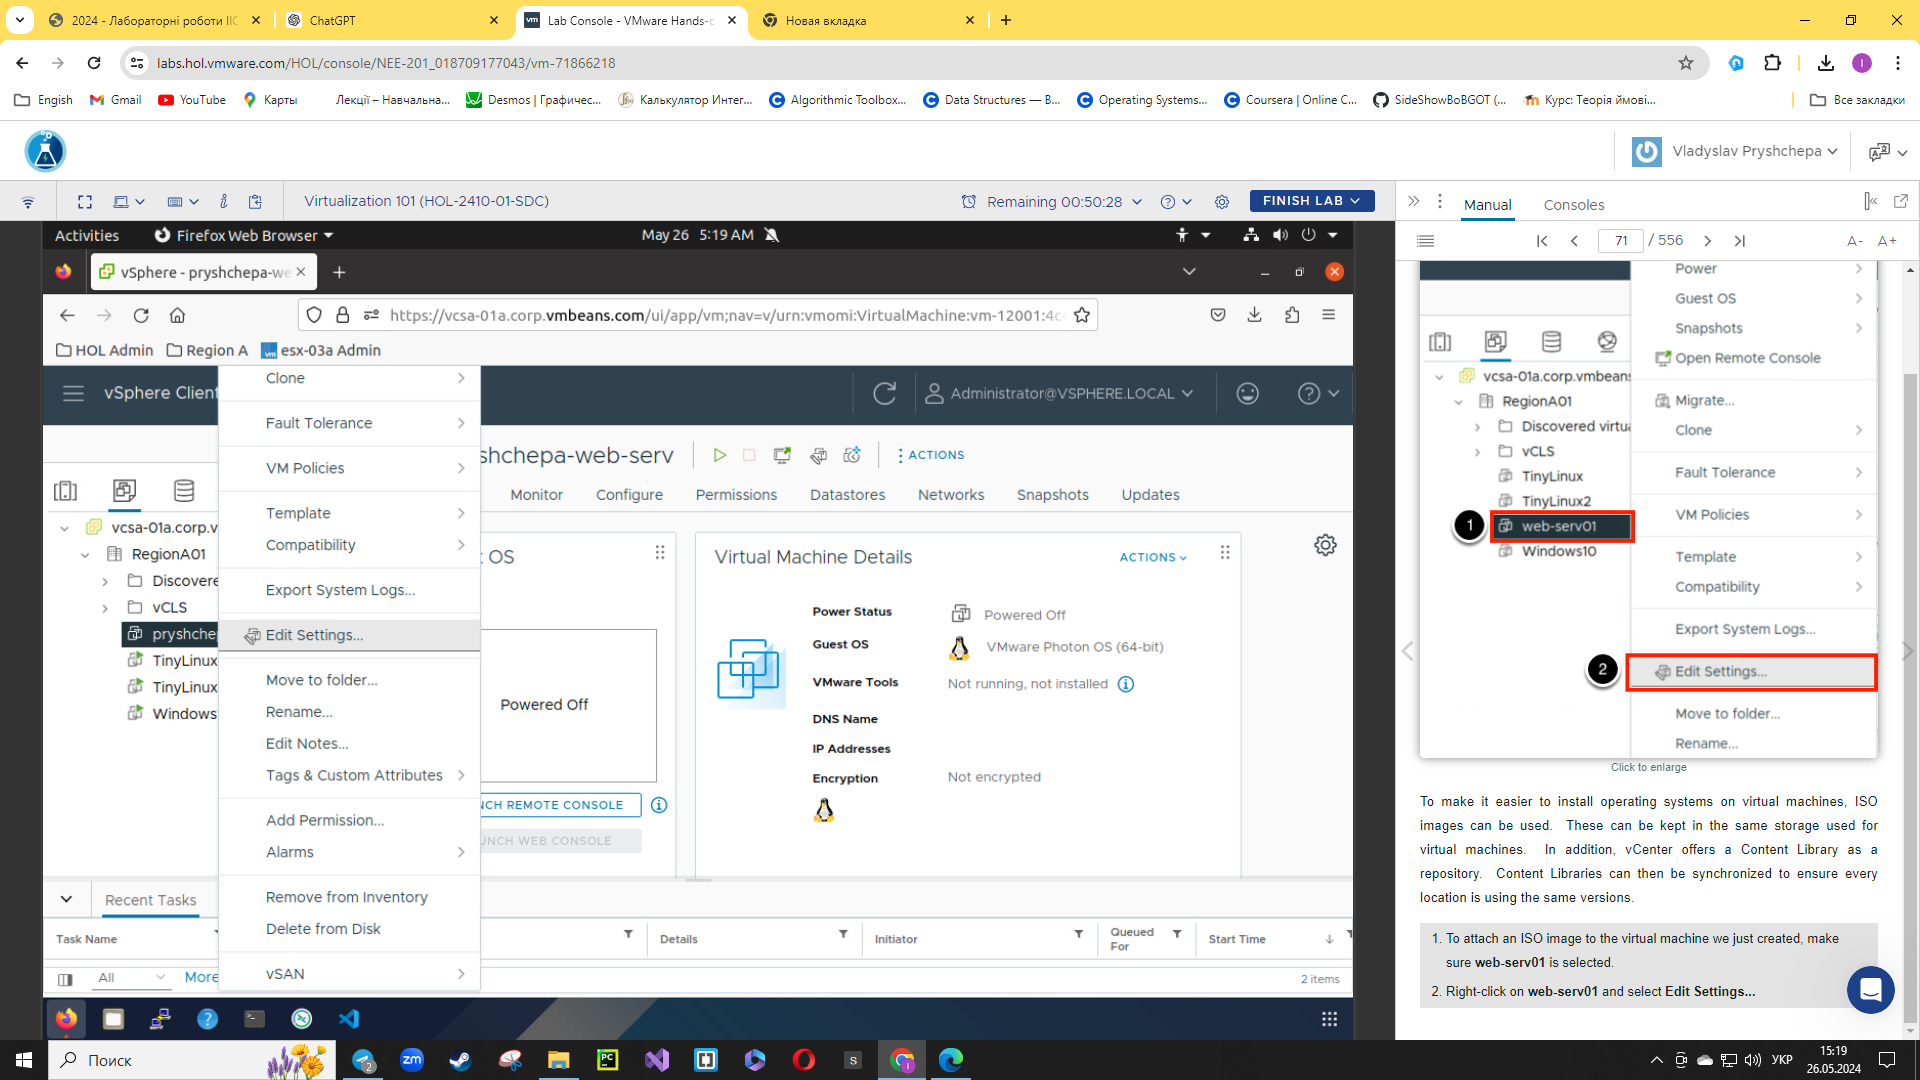 2024 - Лабораторні роботи ІІС
ChatGPT
Lab Console - VMware Hands-o
Новая вкладка
labs.hol.vmware.com/HOL/console/NEE-201_018709177043/vm-71866218
Engish
Gmail
YouTube
Карты
Лекції – Навчальна...
Desmos | Графичес...
Калькулятор Интег...
Algorithmic Toolbox...
Data Structures — В...
Operating Systems...
Coursera | Online C...
SideShowBoBGOT (...
Курс: Теорія ймові...
Все закладки
Vladyslav Pryshchepa
Virtualization 101 (HOL-2410-01-SDC)
Remaining 00:50:28
FINISH LAB
Manual
Consoles
71 / 556
A- A+
Activities
Firefox Web Browser
May 26 5:19 AM
vSphere - pryshchepa-we
https://vcsa-01a.corp.vmbeans.com/ui/app/vm;nav=v/urn:vmomi:VirtualMachine:vm-12001:4c
HOL Admin
Region A
esx-03a Admin
vSphere Client
Administrator@VSPHERE.LOCAL
shchepa-web-serv
ACTIONS
Monitor
Configure
Permissions
Datastores
Networks
Snapshots
Updates
vcsa-01a.corp.v
RegionA01
Discovere
vCLS
pryshchep
TinyLinux
TinyLinux
Windows
Clone
Fault Tolerance
VM Policies
Template
Compatibility
Export System Logs...
Edit Settings...
Move to folder...
Rename...
Edit Notes...
Tags & Custom Attributes
Add Permission...
Alarms
Remove from Inventory
Delete from Disk
vSAN
OS
Powered Off
NCH REMOTE CONSOLE
UNCH WEB CONSOLE
Virtual Machine Details
ACTIONS
Power Status
Powered Off
Guest OS
VMware Photon OS (64-bit)
VMware Tools
Not running, not installed
DNS Name
IP Addresses
Encryption
Not encrypted
Recent Tasks
Task Name
Details
Initiator
Queued For
Start Time
All
More
2 items
Power
Guest OS
Snapshots
Open Remote Console
Migrate...
Clone
Fault Tolerance
VM Policies
Template
Compatibility
Export System Logs...
Edit Settings...
Move to folder...
Rename...
vcsa-01a.corp.vmbeans
RegionA01
Discovered virtua
vCLS
TinyLinux
TinyLinux2
1
web-serv01
Windows10
2
Click to enlarge
To make it easier to install operating systems on virtual machines, ISO
images can be used. These can be kept in the same storage used for
virtual machines. In addition, vCenter offers a Content Library as a
repository. Content Libraries can then be synchronized to ensure every
location is using the same versions.
1. To attach an ISO image to the virtual machine we just created, make
sure web-serv01 is selected.
2. Right-click on web-serv01 and select Edit Settings...
Поиск
УКР
15:19
26.05.2024